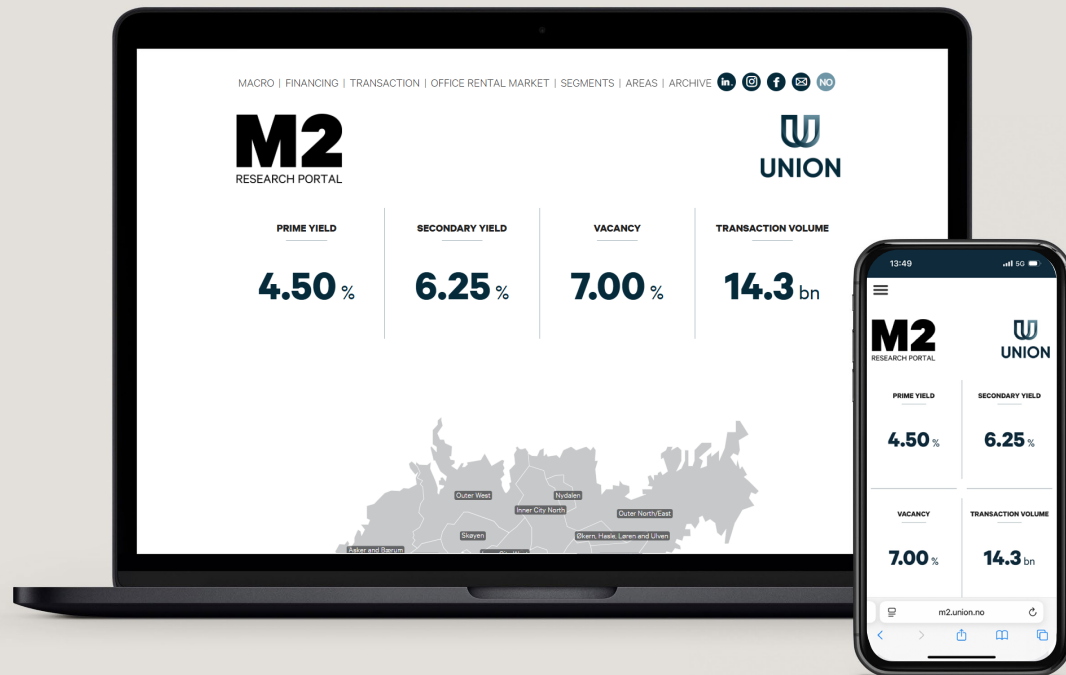 MACRO | FINANCING | TRANSACTION | OFFICE RENTAL MARKET | SEGMENTS | AREAS | ARCHIVE in. f NO
M2
RESEARCH PORTAL
UNION
PRIME YIELD
SECONDARY YIELD
VACANCY
TRANSACTION VOLUME
4.50 %
6.25 %
7.00 %
14.3 bn
Outer West
Nydalen
Inner City North
Outer North/East
Skøyen
Økern, Hasle, Løren and Ulven
Asker and Bærum
13:49
5G
M2
RESEARCH PORTAL
UNION
PRIME YIELD
SECONDARY YIELD
4.50 %
6.25 %
VACANCY
TRANSACTION VOLUME
7.00 %
14.3 bn
m2.union.no